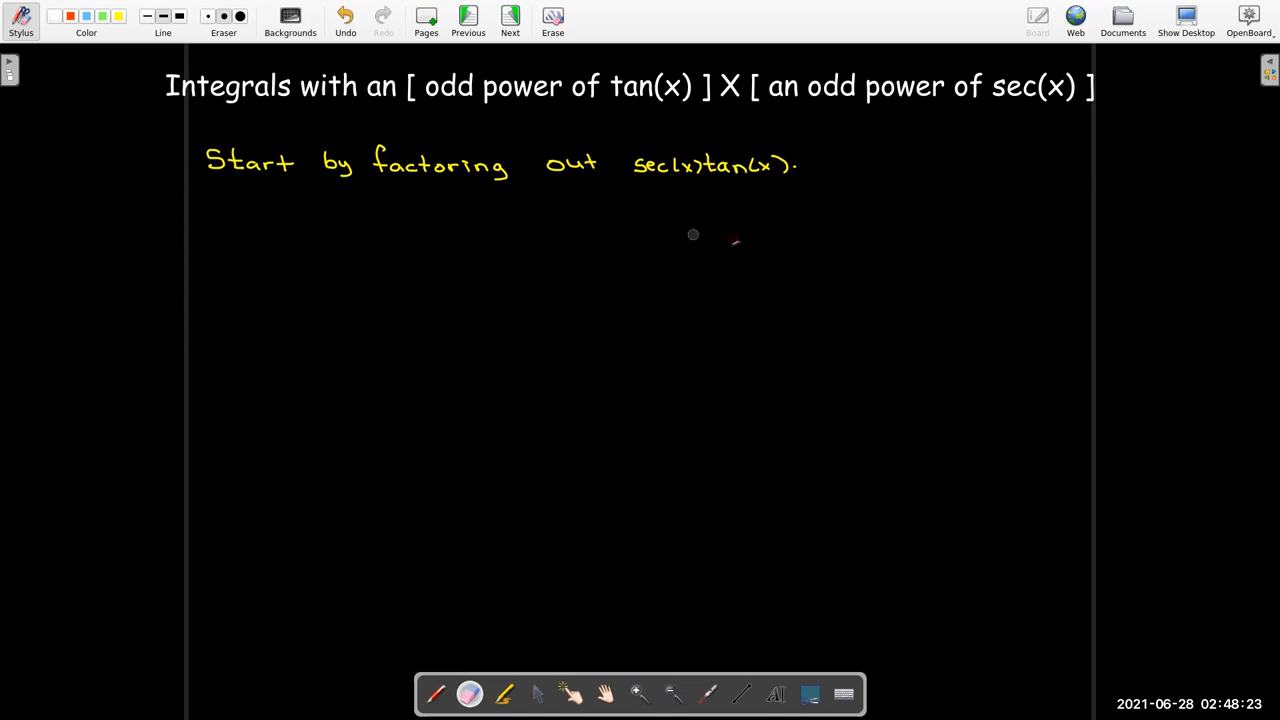 Stylus Color Line Eraser Backgrounds Undo Redo Pages Previous Next Erase Board Web Documents Show Desktop OpenBoard
Integrals with an [ odd power of tan(x) ] X [ an odd power of sec(x) ]
Start by factoring out sec(x)tan(x).
2021-06-28 02:48:23